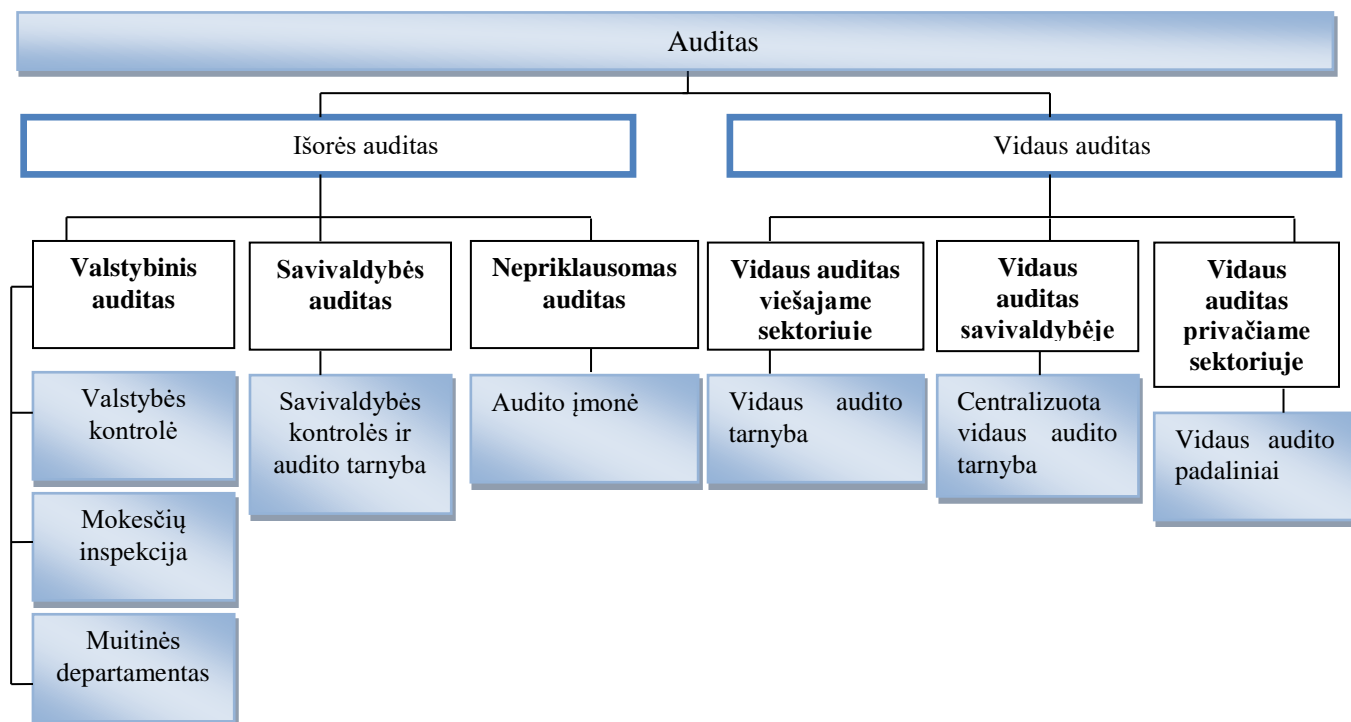 Auditas
Išorės auditas
Vidaus auditas
Valstybinis
auditas
Savivaldybės
auditas
Nepriklausomas
auditas
Vidaus auditas
viešajame
sektoriuje
Vidaus
auditas
savivaldybėje
Vidaus
auditas
privačiame
sektoriuje
Valstybės
kontrolė
Savivaldybės
kontrolės ir
audito tarnyba
Audito įmonė
Vidaus audito
tarnyba
Centralizuota
vidaus audito
tarnyba
Vidaus audito
padaliniai
Mokesčių
inspekcija
Muitinės
departamentas